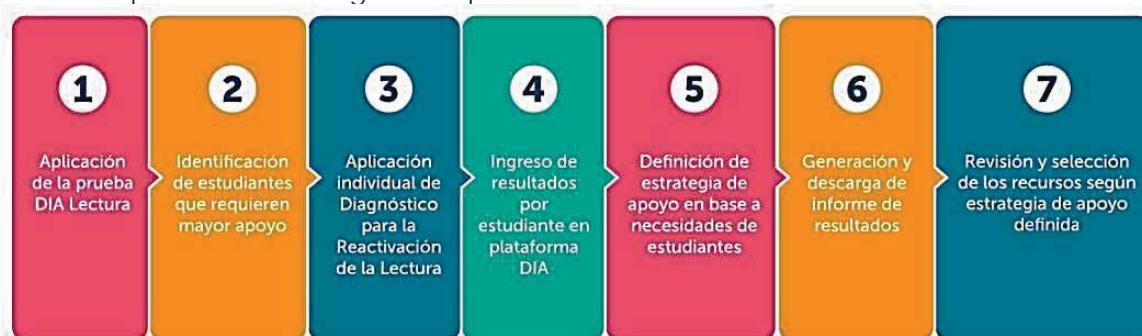 1
Aplicación
de la prueba
DIA Lectura
2
Identificación
de estudiantes
que requieren
mayor apoyo
3
Aplicación
individual de
Diagnóstico
para la
Reactivación
de la Lectura
4
Ingreso de
resultados
por
estudiante en
plataforma
DIA
5
Definición de
estrategia de
apoyo en base a
necesidades de
estudiantes
6
Generación y
descarga de
informe de
resultados
7
Revisión y selección
de los recursos según
estrategia de apoyo
definida